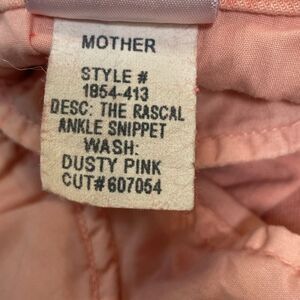 MOTHER
STYLE #
1854-413
DESC: THE RASCAL
ANKLE SNIPPET
WASH:
DUSTY PINK
CUT#607054